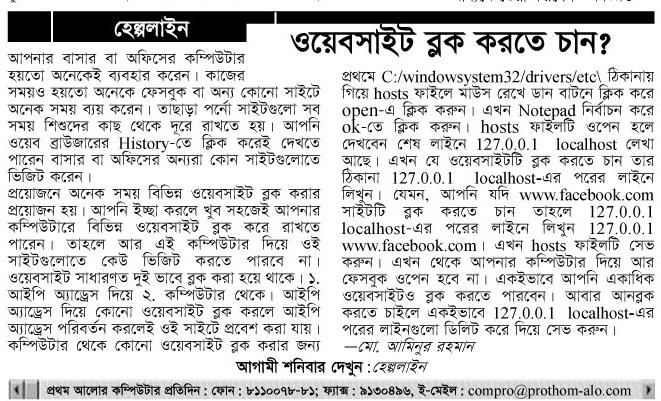 হেল্পলাইন
ওয়েবসাইট ব্লক করতে চান?
আপনার বাসার বা অফিসের কম্পিউটার
হয়তো অনেকেই ব্যবহার করেন। কাজের
সময়ও হয়তো অনেকে ফেসবুক বা অন্য কোনো সাইটে
অনেক সময় ব্যয় করেন। তাছাড়া পর্নো সাইটগুলো সব
সময় শিশুদের কাছ থেকে দূরে রাখতে হয়। আপনি
ওয়েব ব্রাউজারের History-তে ক্লিক করেই দেখতে
পারেন বাসার বা অফিসের অন্যরা কোন সাইটগুলোতে
ভিজিট করেন।
প্রয়োজনে অনেক সময় বিভিন্ন ওয়েবসাইট ব্লক করার
প্রয়োজন হয়। আপনি ইচ্ছা করলে খুব সহজেই আপনার
কম্পিউটারে বিভিন্ন ওয়েবসাইট ব্লক করে রাখতে
পারেন। তাহলে আর এই কম্পিউটার দিয়ে ওই
সাইটগুলোতে কেউ ভিজিট করতে পারবে না।
ওয়েবসাইট সাধারণত দুই ভাবে ব্লক করা হয়ে থাকে। ১.
আইপি অ্যাড্রেস দিয়ে ২. কম্পিউটার থেকে। আইপি
অ্যাড্রেস দিয়ে কোনো ওয়েবসাইট ব্লক করলে আইপি
অ্যাড্রেস পরিবর্তন করলেই ওই সাইটে প্রবেশ করা যায়।
কম্পিউটার থেকে কোনো ওয়েবসাইট ব্লক করার জন্য
প্রথমে C:/windowsystem32/drivers/etc\ ঠিকানায়
গিয়ে hosts ফাইলে মাউস রেখে ডান বাটনে ক্লিক করে
open-এ ক্লিক করুন। এখন Notepad নির্বাচন করে
ok-তে ক্লিক করুন। hosts ফাইলটি ওপেন হলে
দেখবেন শেষ লাইনে 127.0.0.1 localhost লেখা
আছে। এখন যে ওয়েবসাইটটি ব্লক করতে চান তার
ঠিকানা 127.0.0.1 localhost-এর পরের লাইনে
লিখুন। যেমন, আপনি যদি www.facebook.com
সাইটটি ব্লক করতে চান তাহলে 127.0.0.1
localhost-এর পরের লাইনে লিখুন 127.0.0.1
www.facebook.com। এখন hosts ফাইলটি সেভ
করুন। এখন থেকে আপনার কম্পিউটার দিয়ে আর
ফেসবুক ওপেন হবে না। একইভাবে আপনি একাধিক
ওয়েবসাইটও ব্লক করতে পারবেন। আবার আনব্লক
করতে চাইলে একইভাবে 127.0.0.1 localhost-এর
পরের লাইনগুলো ডিলিট করে দিয়ে সেভ করুন।
—মো. আমিনুর রহমান
আগামী শনিবার দেখুন : হেল্পলাইন
প্রথম আলোর কম্পিউটার প্রতিদিন : ফোন : ৮১১০০৭৮-৮১; ফ্যাক্স : ৯১৩০৪৯৬, ই-মেইল : compro@prothom-alo.com